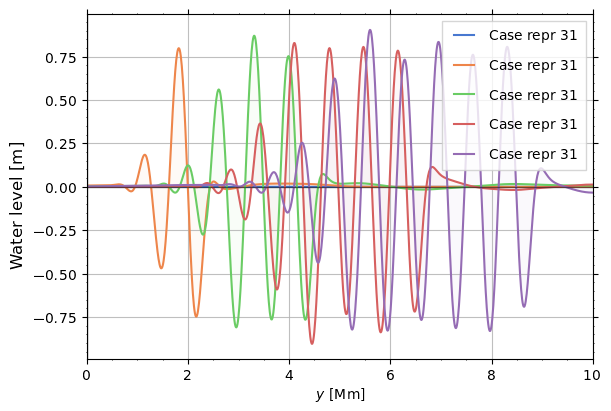 Case repr 31
Case repr 31
Case repr 31
Case repr 31
Case repr 31
Water level [m]
0.75
0.50
0.25
0.00
−0.25
−0.50
−0.75
0 2 4 6 8 10
y [Mm]